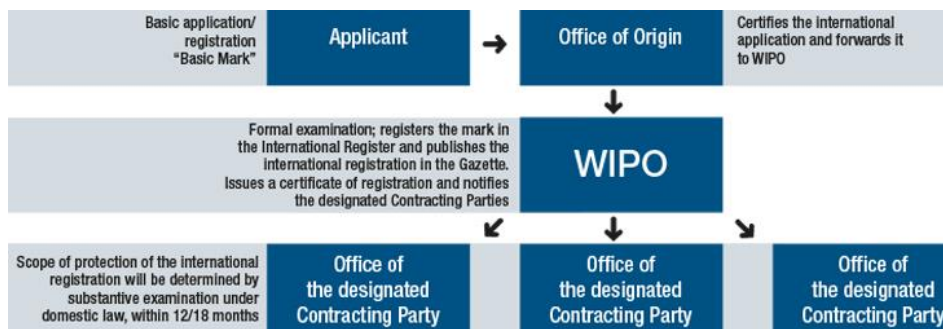 Basic application/
registration
“Basic Mark”
Applicant
Office of Origin
Certifies the international
application and forwards it
to WIPO
Formal examination; registers the mark in
the International Register and publishes the
international registration in the Gazette.
Issues a certificate of registration and notifies
the designated Contracting Parties
WIPO
Scope of protection of the international
registration will be determined by
substantive examination under
domestic law, within 12/18 months
Office of
the designated
Contracting Party
Office of
the designated
Contracting Party
Office of
the designated
Contracting Party